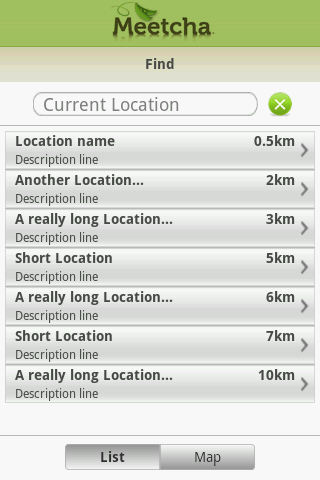 Meetcha
Find
Current Location
Location name 0.5km
Description line
Another Location... 2km
Description line
A really long Location... 3km
Description line
Short Location 5km
Description line
A really long Location... 6km
Description line
Short Location 7km
Description line
A really long Location... 10km
Description line
List Map